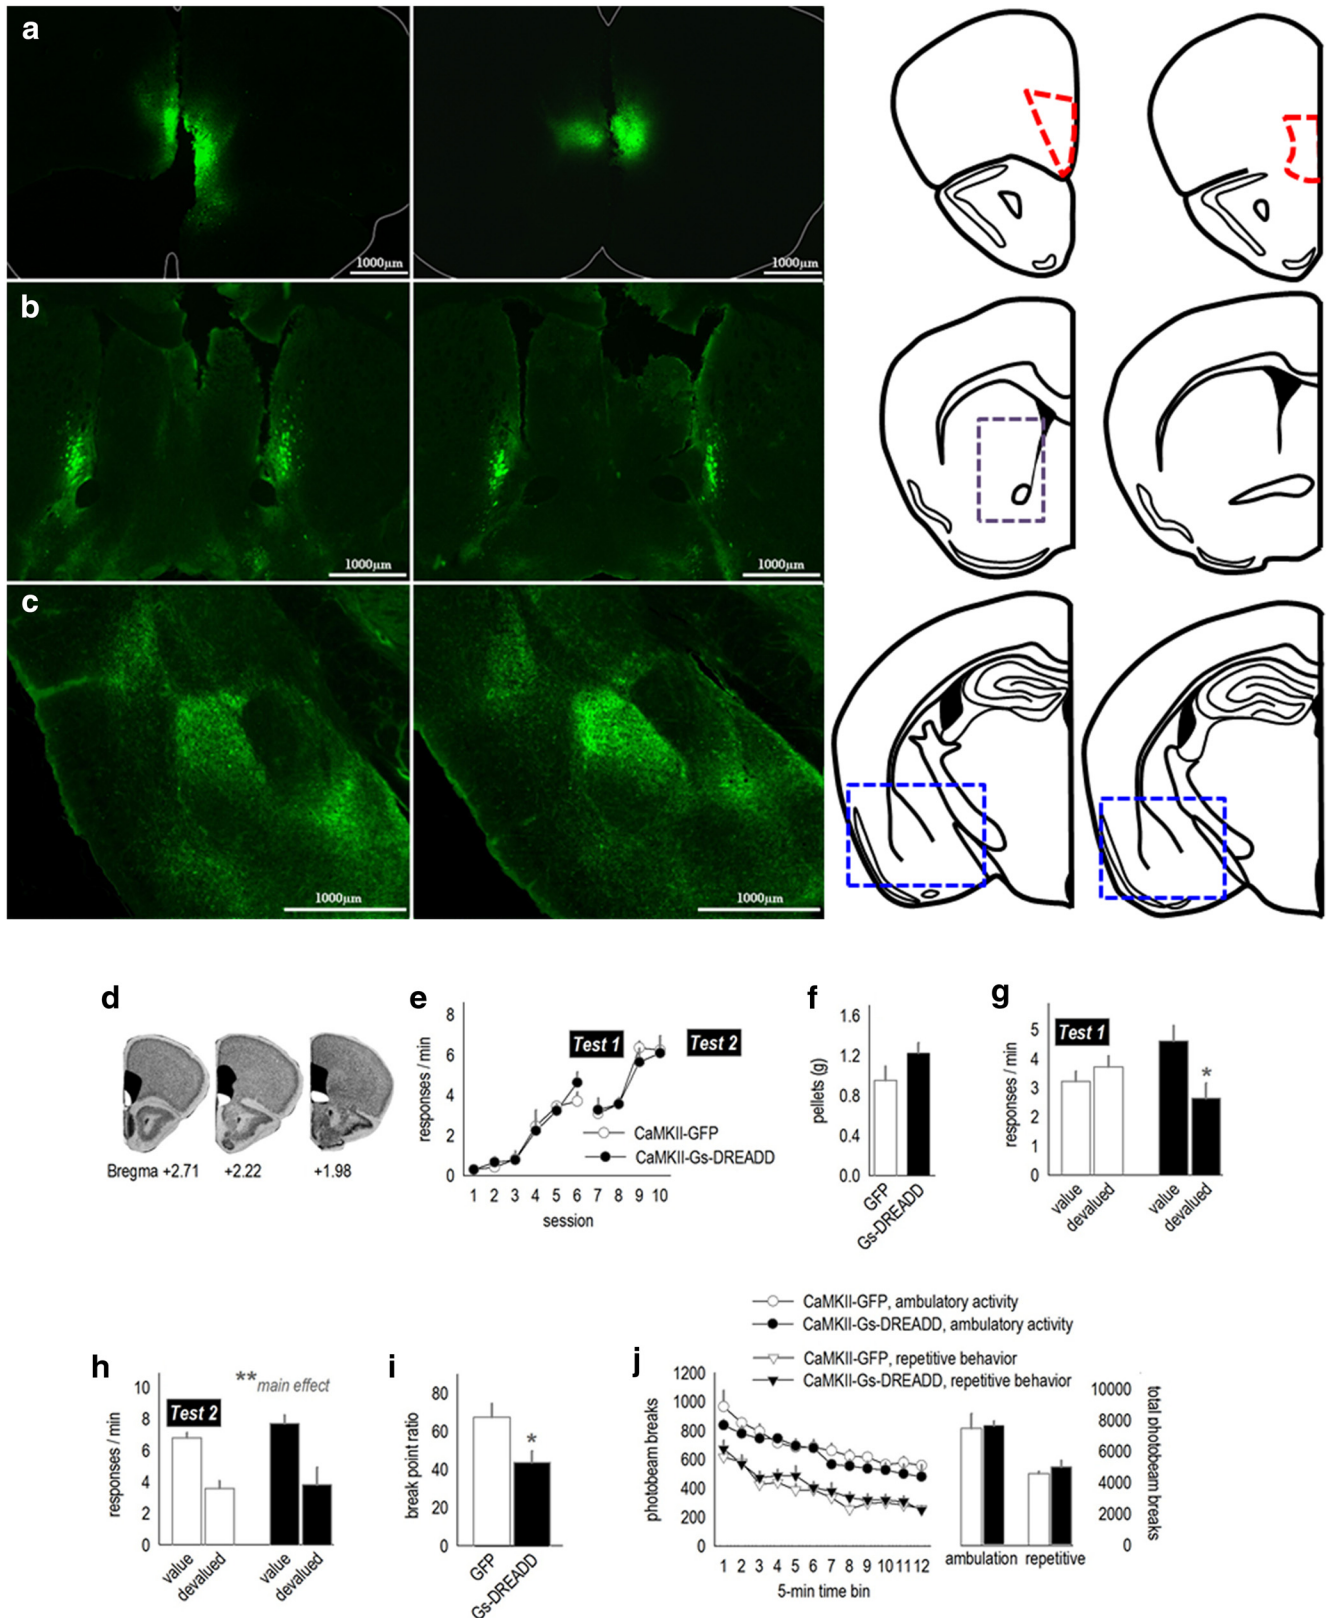 a
1000µm
1000µm
b
1000µm
1000µm
c
1000µm
1000µm
d
Bregma +2.71
+2.22
+1.98
e
responses / min
8
6
4
2
0
Test 1
Test 2
CaMKII-GFP
CaMKII-Gs-DREADD
1 2 3 4 5 6 7 8 9 10
session
f
pellets (g)
1.6
1.2
0.8
0.4
0.0
GFP
Gs-DREADD
g
responses / min
5
4
3
2
1
0
Test 1
*
value
devalued
value
devalued
h
responses / min
10
8
6
4
2
0
Test 2
**main effect
value
devalued
value
devalued
i
break point ratio
80
60
40
20
0
*
GFP
Gs-DREADD
j
CaMKII-GFP, ambulatory activity
CaMKII-Gs-DREADD, ambulatory activity
CaMKII-GFP, repetitive behavior
CaMKII-Gs-DREADD, repetitive behavior
photobeam breaks
1200
1000
800
600
400
200
0
1 2 3 4 5 6 7 8 9 10 11 12
5-min time bin
10000
8000
6000
4000
2000
0
total photobeam breaks
ambulation repetitive